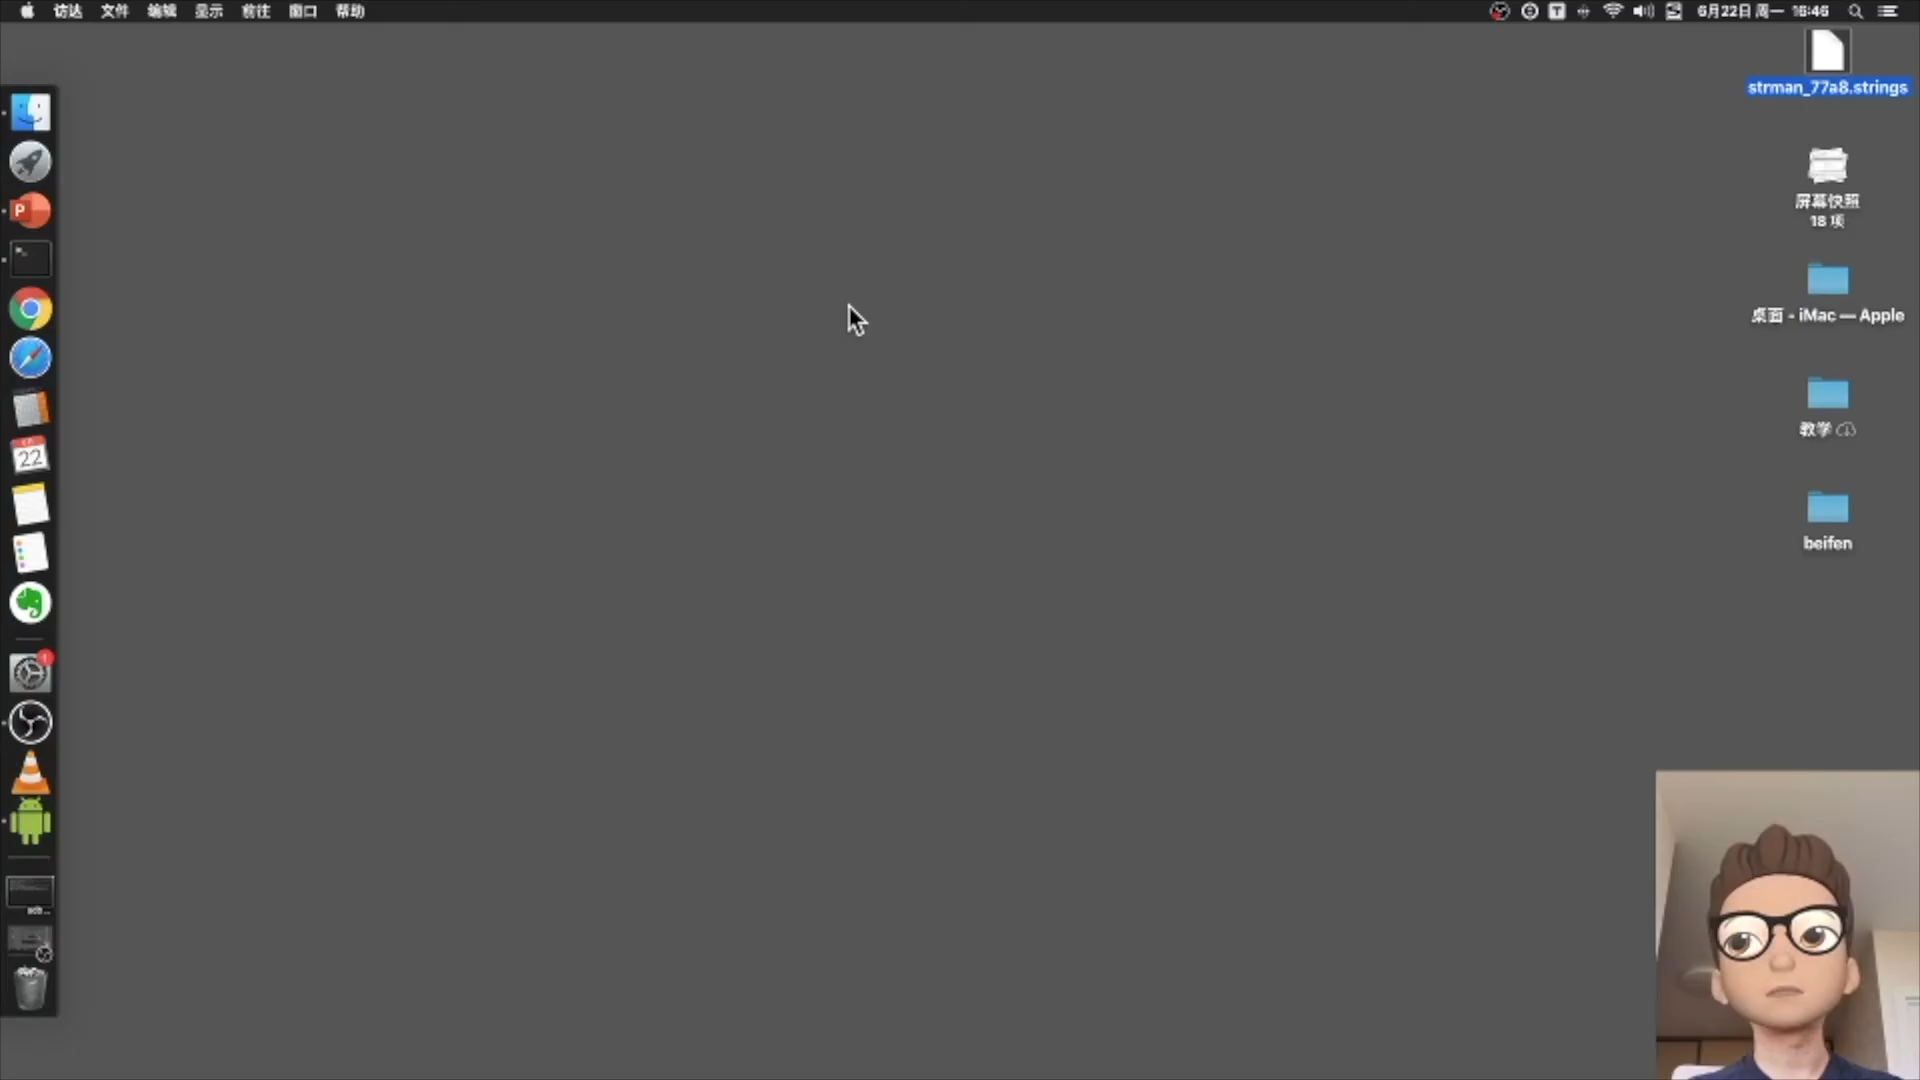 访达 文件 编辑 显示 前往 窗口 帮助
6月22日 周一 16:46
strman_77a8.strings
屏幕快照
18 项
桌面 - iMac — Apple
教学
beifen
P
22
1